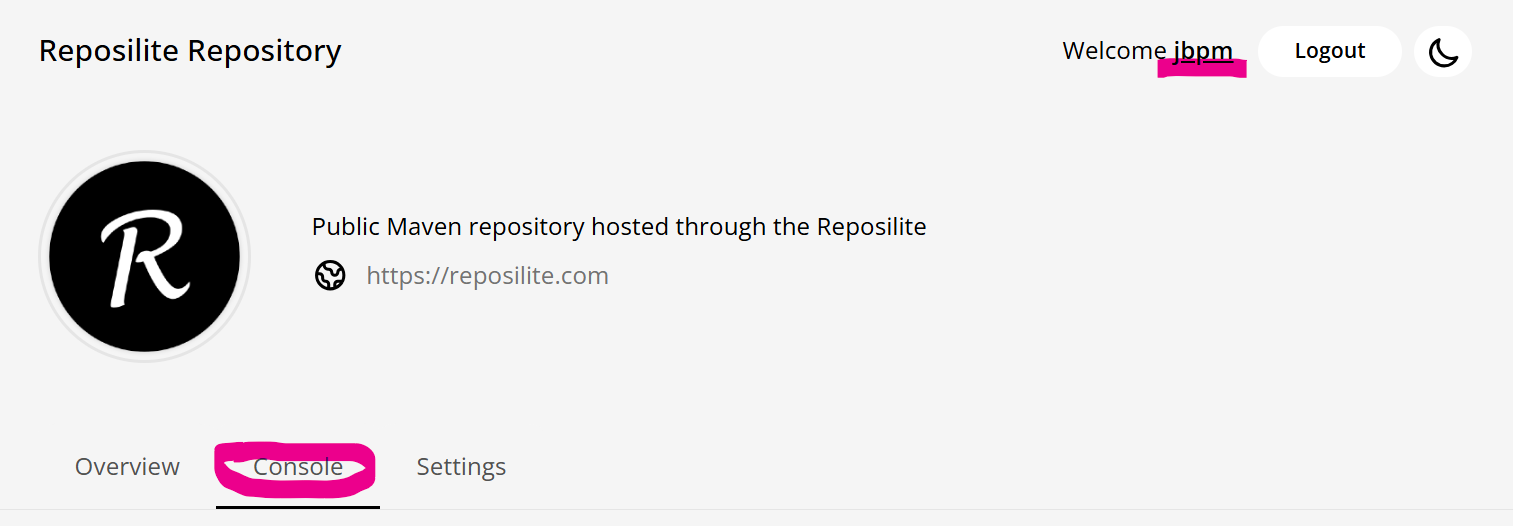 Reposilite Repository
Welcome jbpm
Logout
R
Public Maven repository hosted through the Reposilite
https://reposilite.com
Overview
Console
Settings